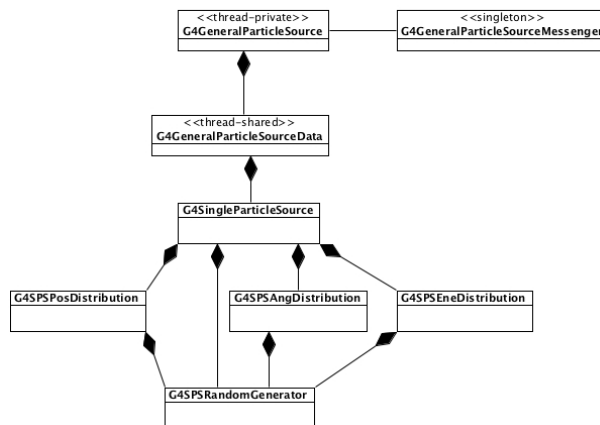 <<thread-private>>
G4GeneralParticleSource
<<singleton>>
G4GeneralParticleSourceMessenger
<<thread-shared>>
G4GeneralParticleSourceData
G4SingleParticleSource
G4SPSPosDistribution
G4SPSAngDistribution
G4SPSEneDistribution
G4SPSRandomGenerator